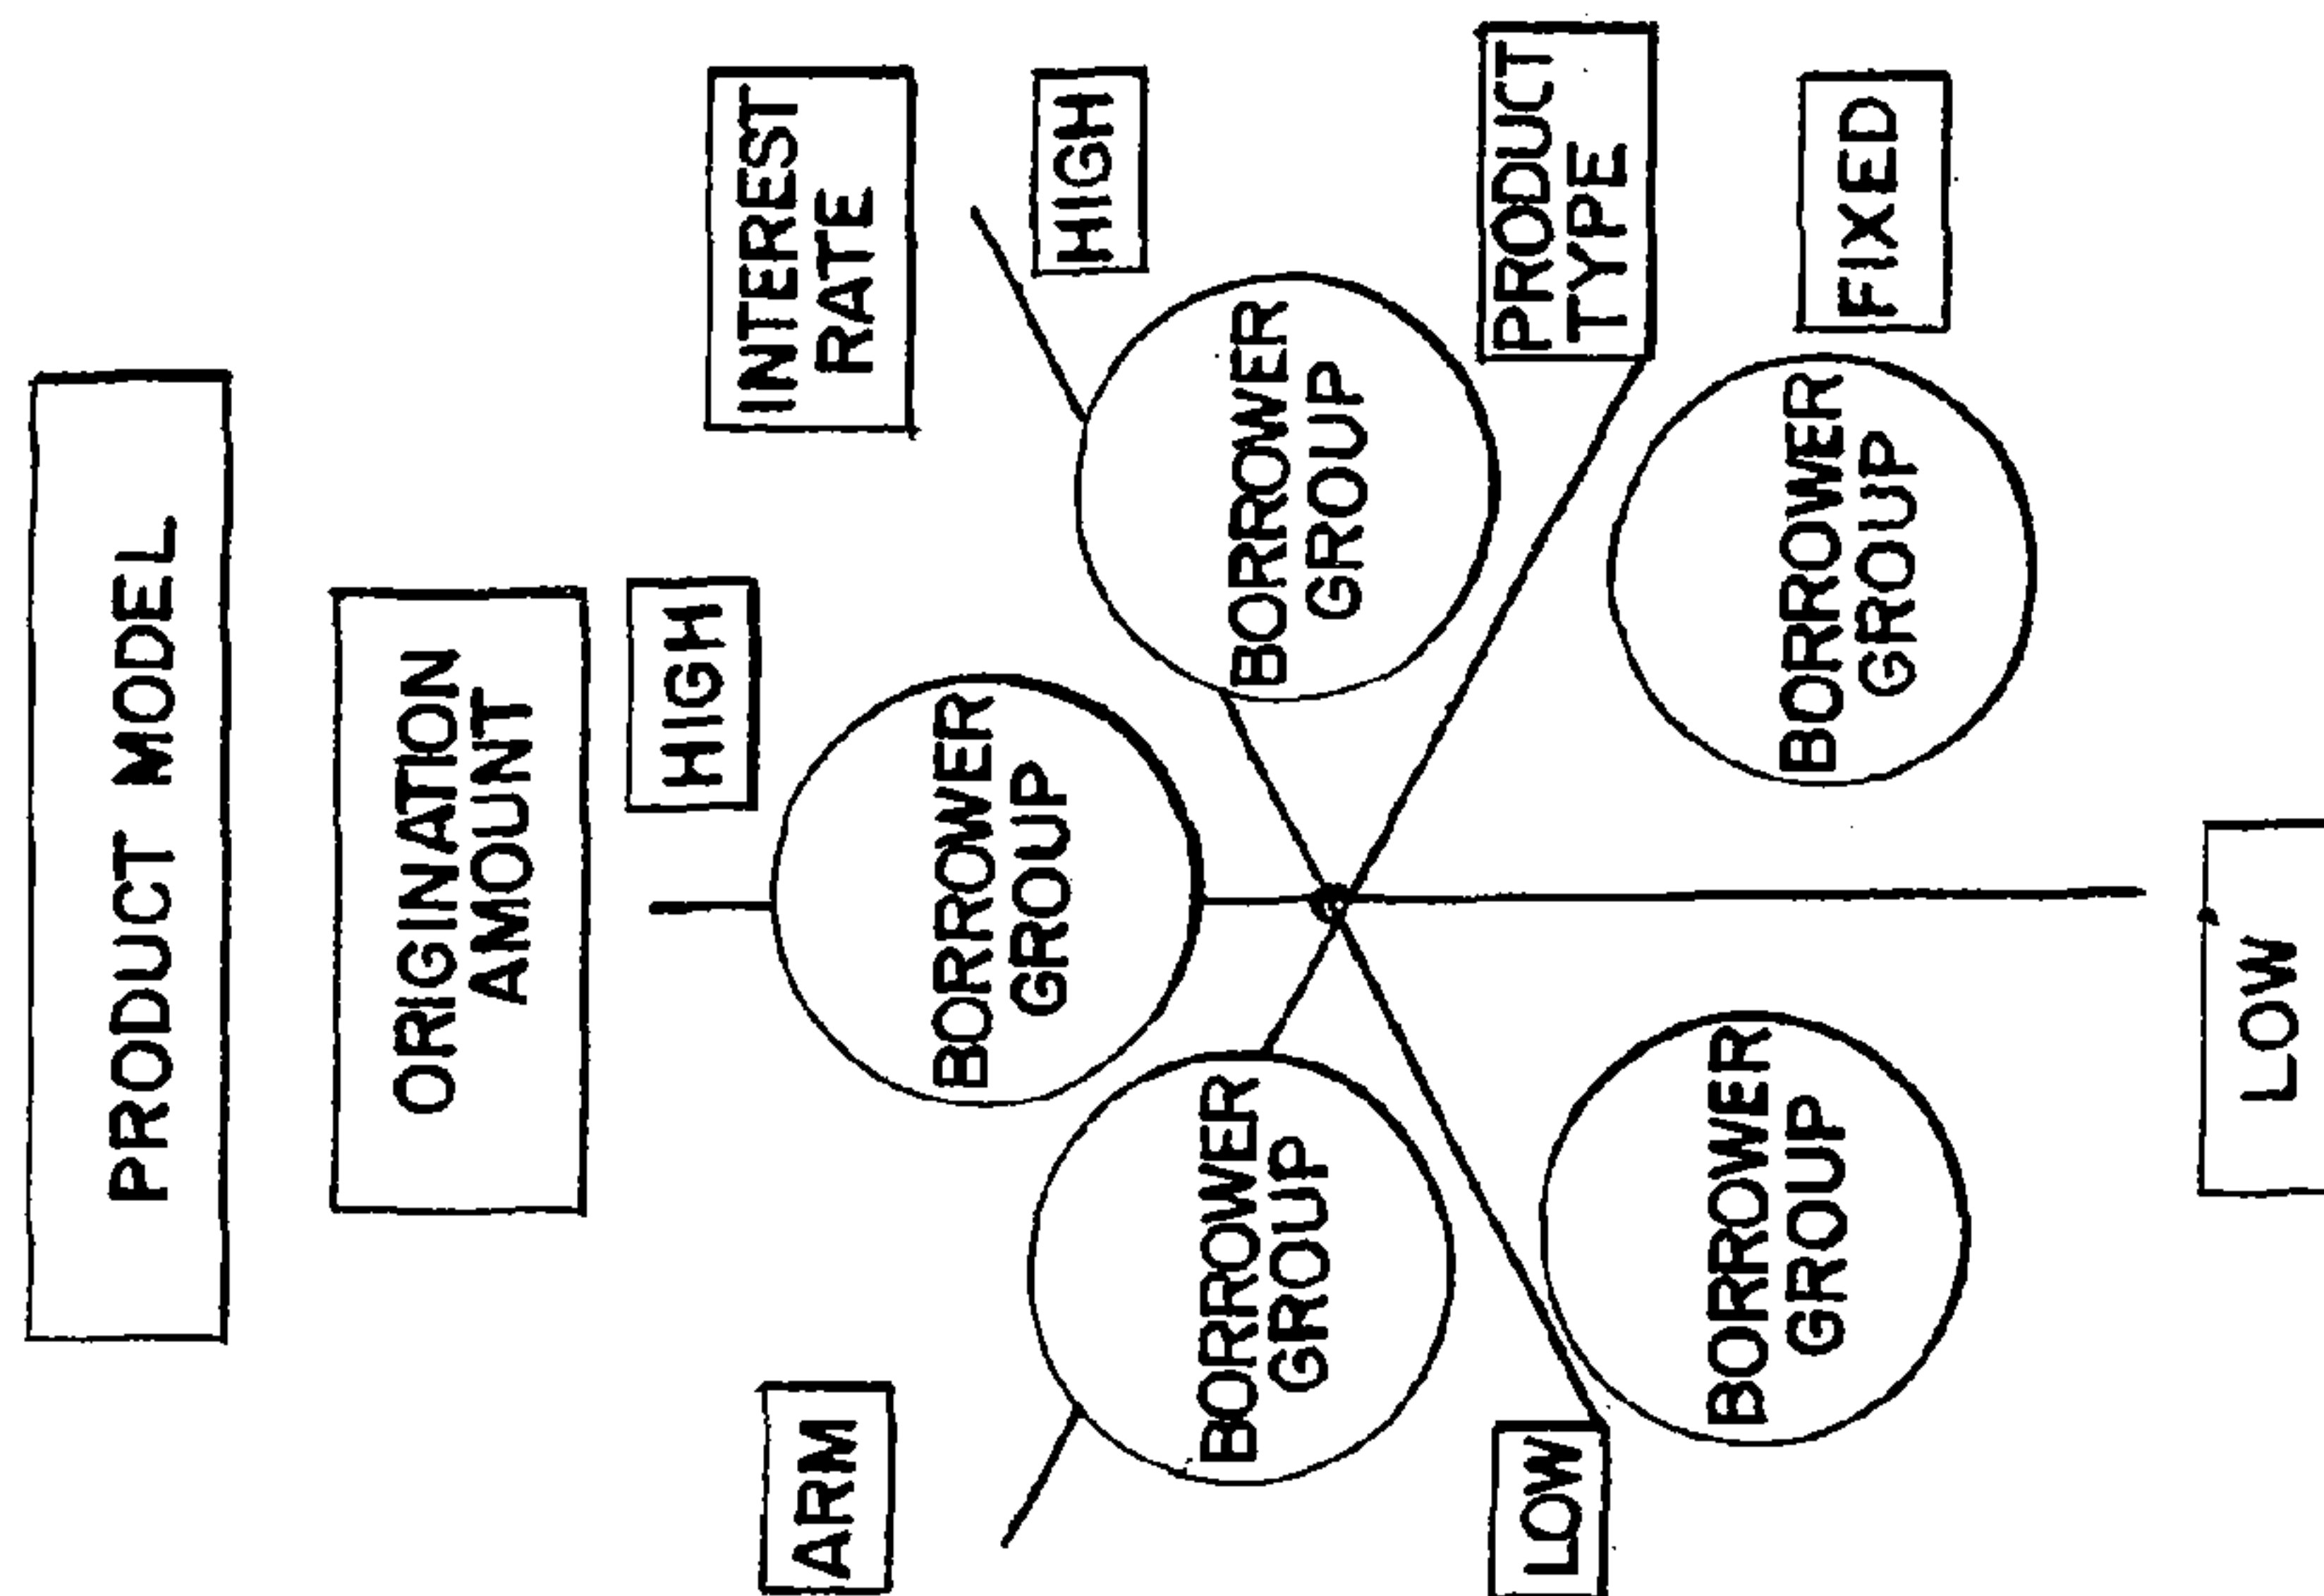 PRODUCT MODEL
ORIGINATION
AMOUNT
HIGH
ARM
INTEREST
RATE
BORROWER
GROUP
HIGH
BORROWER
GROUP
BORROWER
GROUP
LOW
PRODUCT
TYPE
BORROWER
GROUP
BORROWER
GROUP
FIXED
LOW